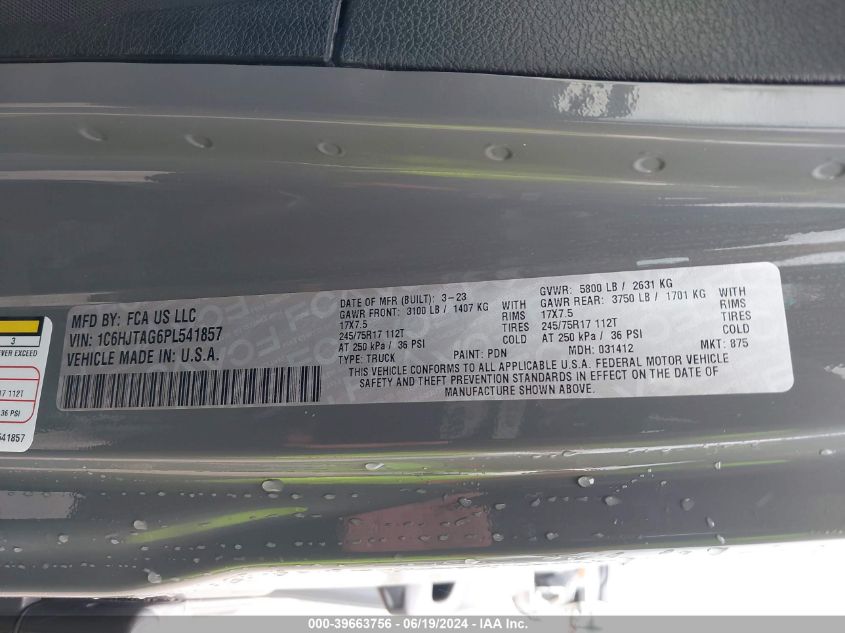 MFD BY: FCA US LLC
VIN: 1C6HJTAG6PL541857
VEHICLE MADE IN: U.S.A.
DATE OF MFR (BUILT): 3-23
GAWR FRONT: 3100 LB / 1407 KG WITH
17X7.5 RIMS
245/75R17 112T TIRES
AT 250 kPa / 36 PSI COLD
TYPE: TRUCK PAINT: PDN
GVWR: 5800 LB / 2631 KG
GAWR REAR: 3750 LB / 1701 KG WITH
17X7.5 RIMS
245/75R17 112T TIRES
AT 250 kPa / 36 PSI COLD
MDH: 031412 MKT: 875
THIS VEHICLE CONFORMS TO ALL APPLICABLE U.S.A. FEDERAL MOTOR VEHICLE
SAFETY AND THEFT PREVENTION STANDARDS IN EFFECT ON THE DATE OF
MANUFACTURE SHOWN ABOVE.
3
EVER EXCEED
17 112T
36 PSI
541857
100% - 39663756 - 06/19/2024 - IAA Inc.